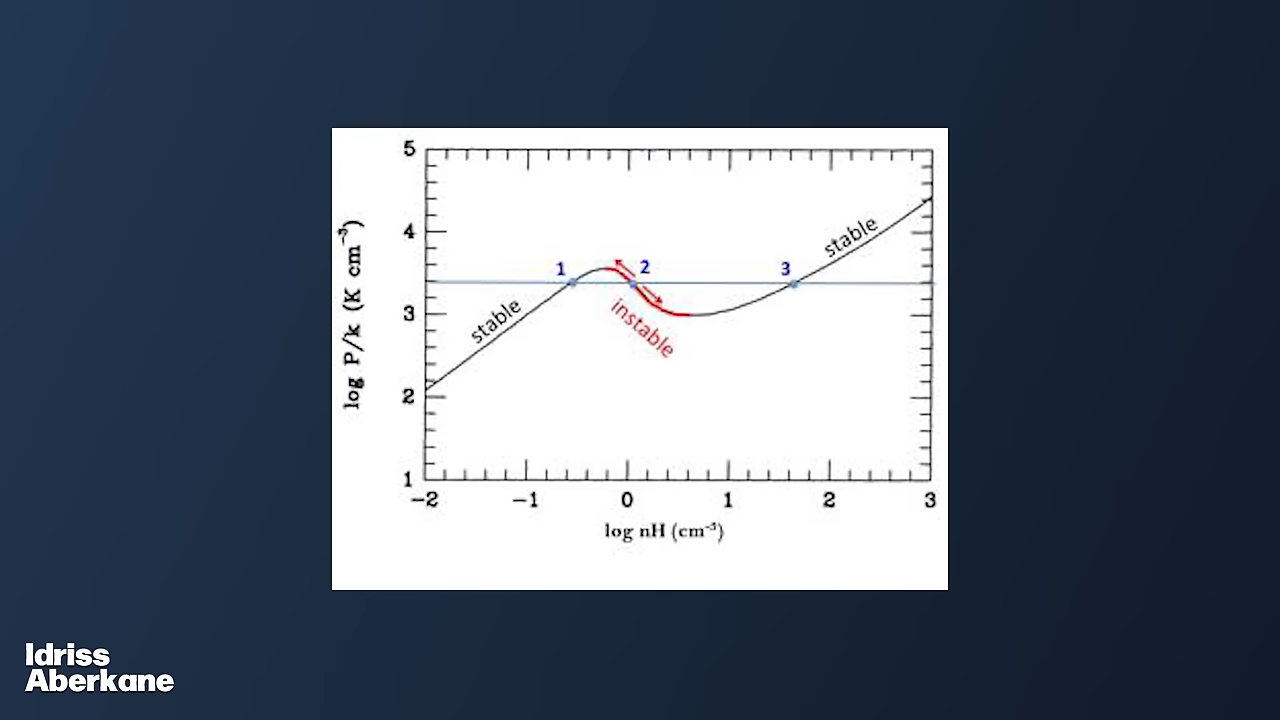 5
4
3
2
1
log P/k (K cm⁻³)
stable
1
2
instable
3
stable
−2
−1
0
1
2
3
log nH (cm⁻³)
Idriss
Aberkane